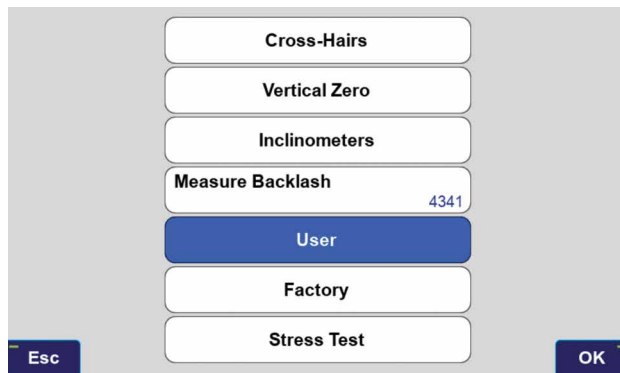 Cross-Hairs
Vertical Zero
Inclinometers
Measure Backlash
4341
User
Factory
Stress Test
Esc
OK